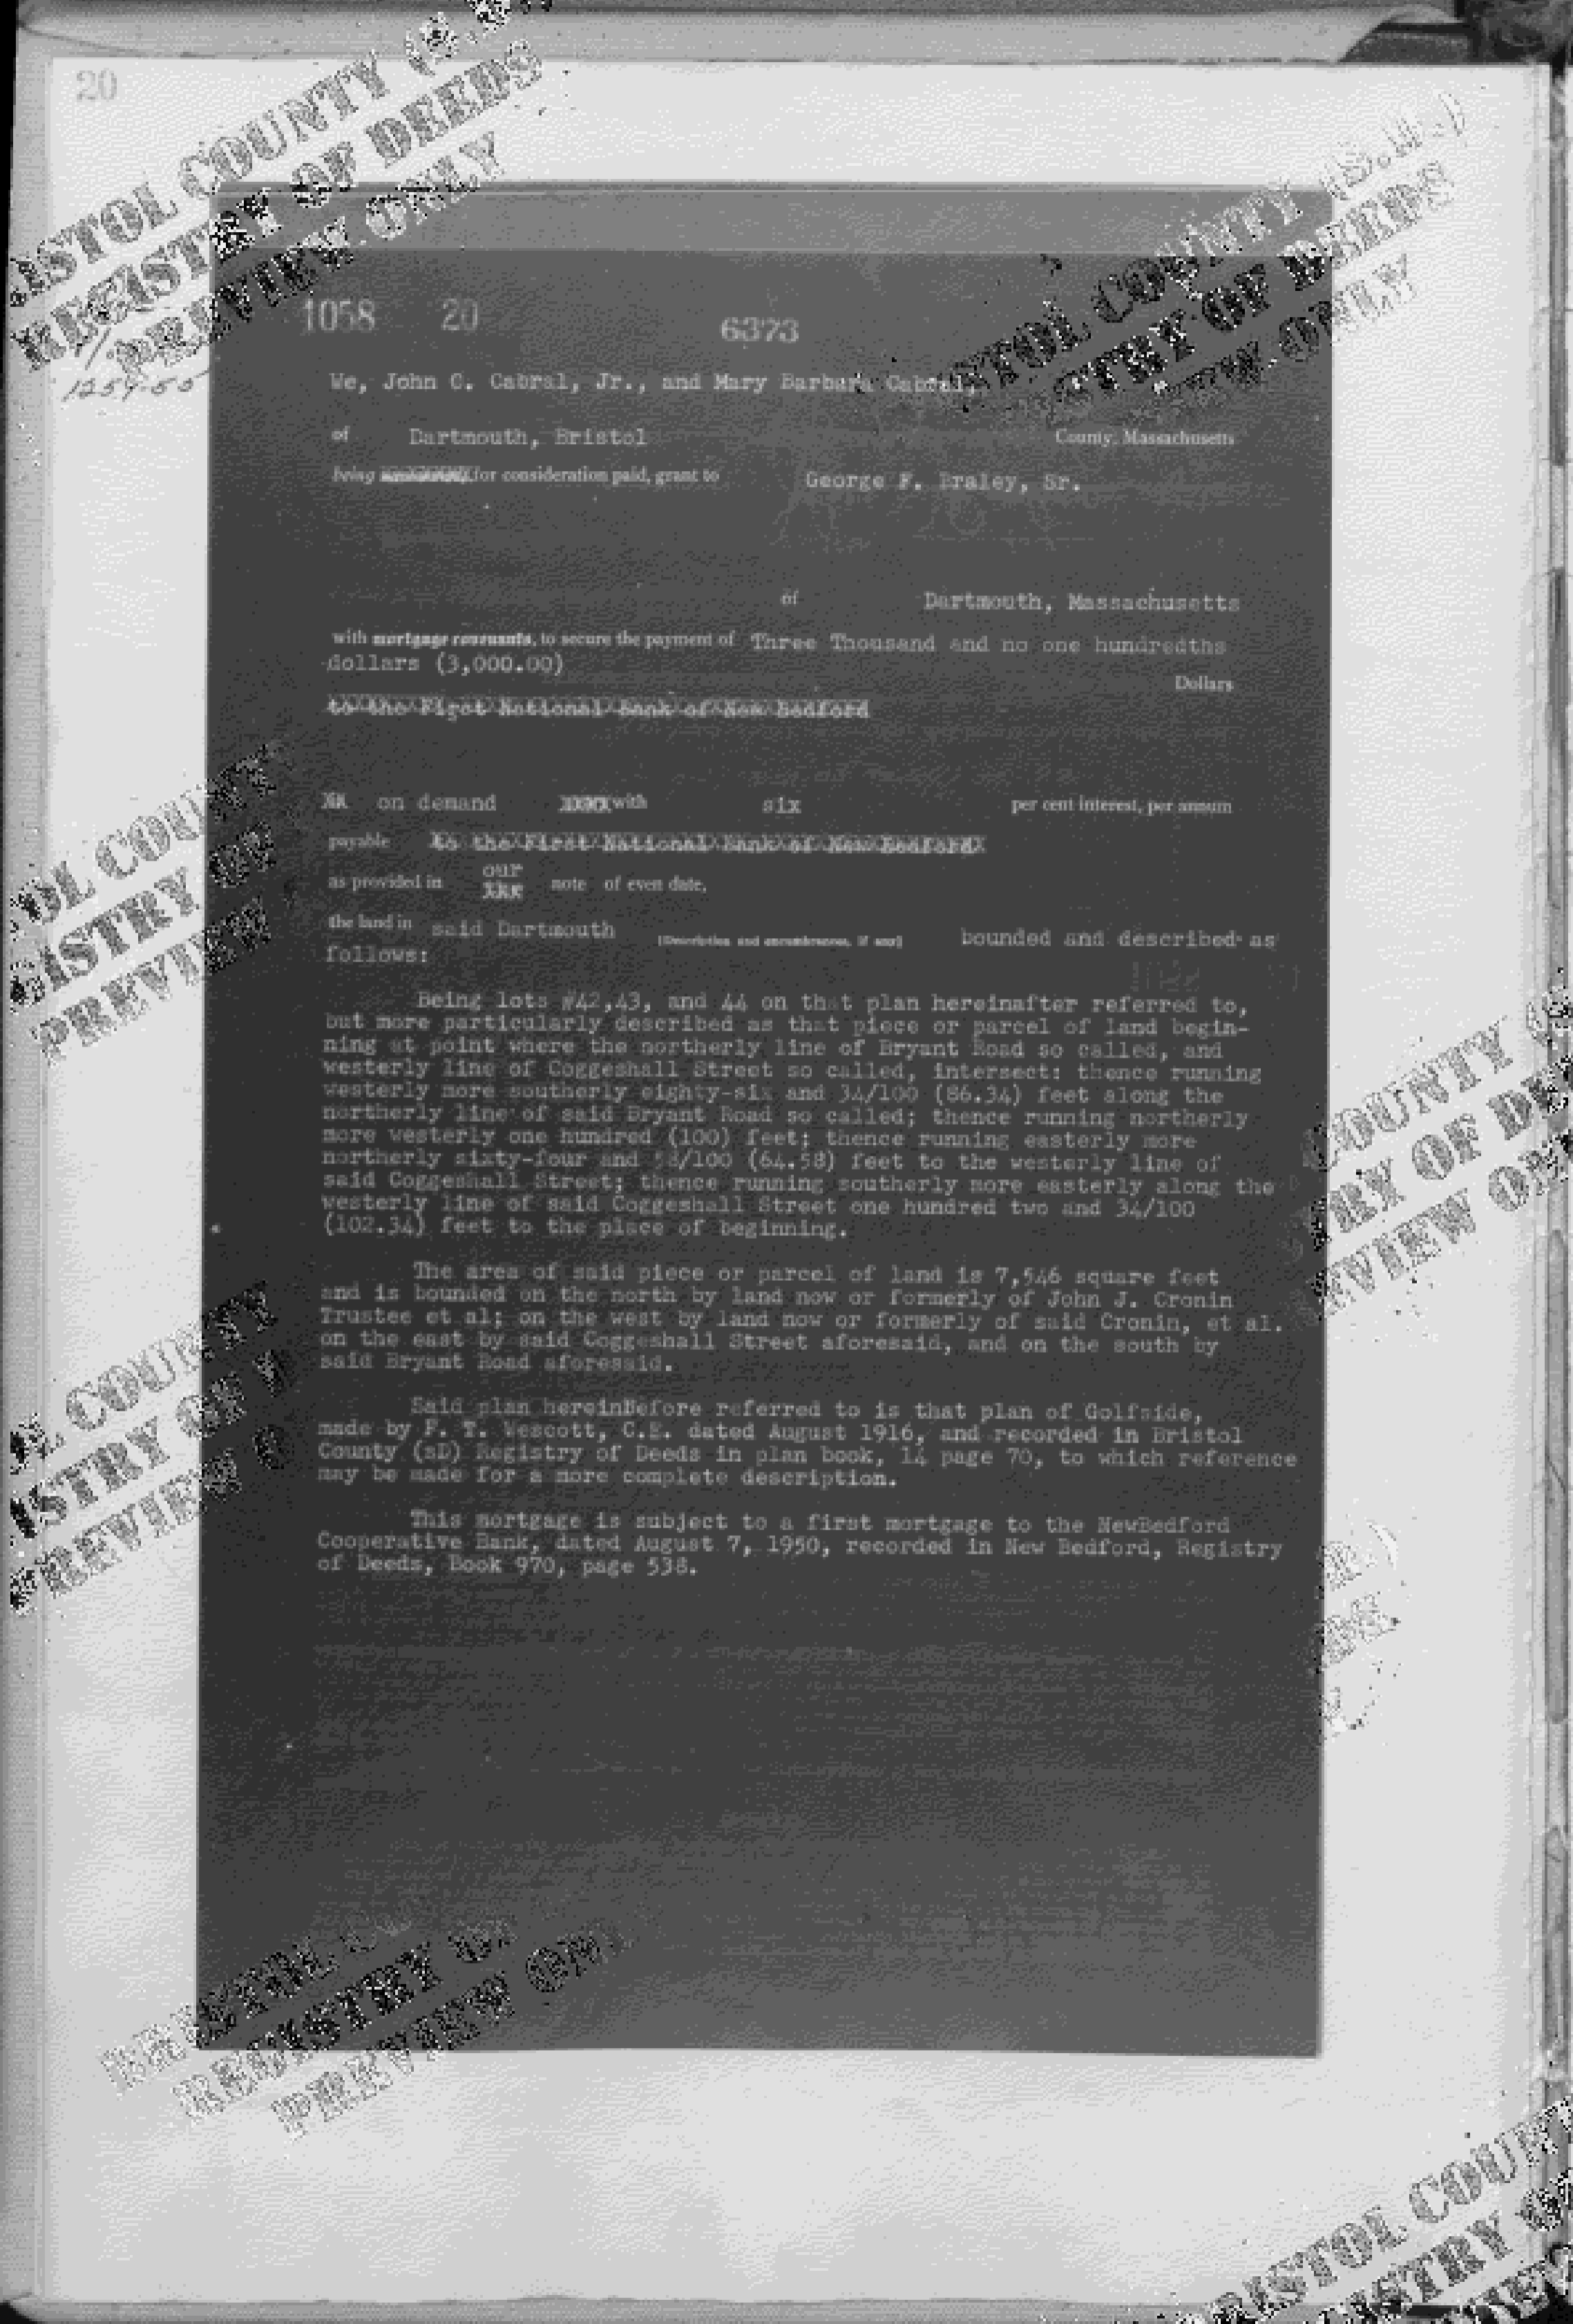 20
BRISTOL COUNTY (S.D.)
REGISTRY OF DEEDS
PREVIEW ONLY
1254-55
1058 20 6373
We, John C. Cabral, Jr., and Mary Barbara Cabral,
of Dartmouth, Bristol County, Massachusetts
being for consideration paid, grant to George F. Braley, Sr.
of Dartmouth, Massachusetts
with mortgage covenants, to secure the payment of Three Thousand and no one hundredths
dollars (3,000.00)
Dollars
to the First National Bank of New Bedford
on demand with six per cent interest, per annum
payable to the First National Bank of New Bedford
our
as provided in note of even date,
the land in said Dartmouth [Description and encumbrances, if any] bounded and described as
follows:
Being lots #42,43, and 44 on that plan hereinafter referred to,
but more particularly described as that piece or parcel of land begin-
ning at point where the northerly line of Bryant Road so called, and
westerly line of Coggeshall Street so called, intersect: thence running
westerly more southerly eighty-six and 34/100 (86.34) feet along the
northerly line of said Bryant Road so called; thence running northerly
more westerly one hundred (100) feet; thence running easterly more
northerly sixty-four and 58/100 (64.58) feet to the westerly line of
said Coggeshall Street; thence running southerly more easterly along the
westerly line of said Coggeshall Street one hundred two and 34/100
(102.34) feet to the place of beginning.
The area of said piece or parcel of land is 7,546 square feet
and is bounded on the north by land now or formerly of John J. Cronin
Trustee et al; on the west by land now or formerly of said Cronin, et al.
on the east by said Coggeshall Street aforesaid, and on the south by
said Bryant Road aforesaid.
Said plan hereinBefore referred to is that plan of Golfside,
made by F. T. Wescott, C.E. dated August 1916, and recorded in Bristol
County (sD) Registry of Deeds in plan book, 14 page 70, to which reference
may be made for a more complete description.
This mortgage is subject to a first mortgage to the NewBedford
Cooperative Bank, dated August 7, 1950, recorded in New Bedford, Registry
of Deeds, Book 970, page 538.